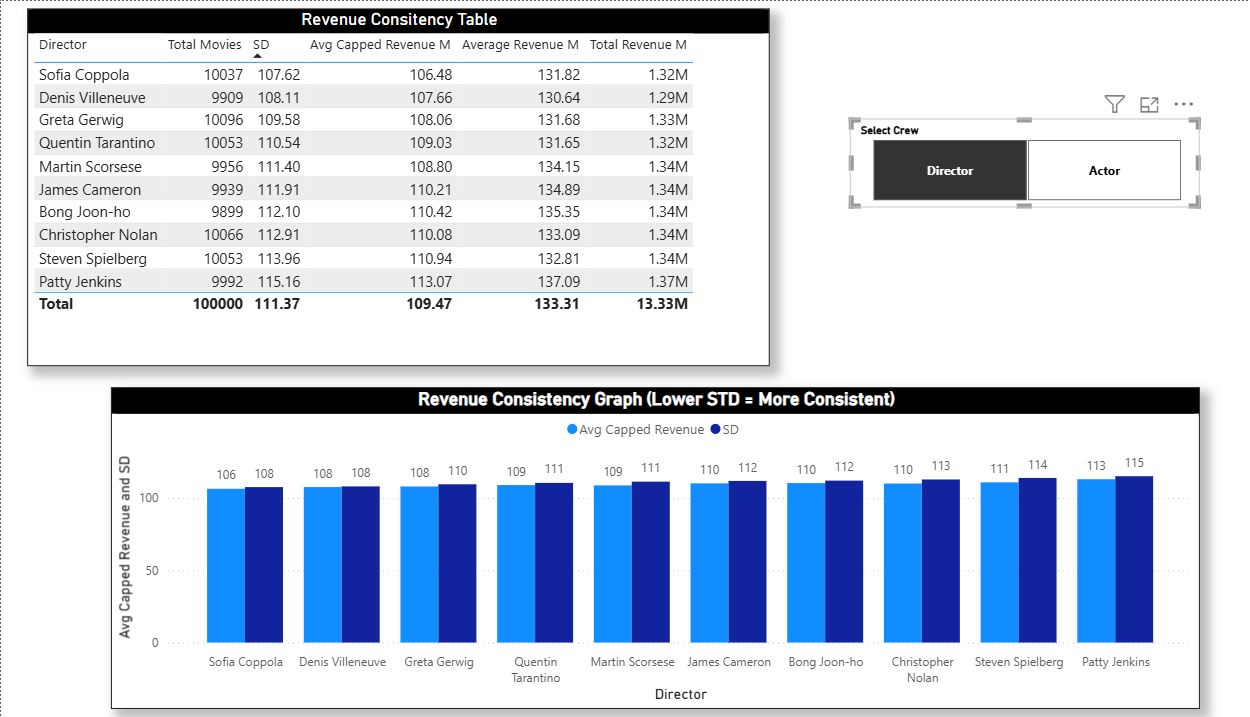 Revenue Consitency Table
Director Total Movies SD Avg Capped Revenue M Average Revenue M Total Revenue M
Sofia Coppola 10037 107.62 106.48 131.82 1.32M
Denis Villeneuve 9909 108.11 107.66 130.64 1.29M
Greta Gerwig 10096 109.58 108.06 131.68 1.33M
Quentin Tarantino 10053 110.54 109.03 131.65 1.32M
Martin Scorsese 9956 111.40 108.80 134.15 1.34M
James Cameron 9939 111.91 110.21 134.89 1.34M
Bong Joon-ho 9899 112.10 110.42 135.35 1.34M
Christopher Nolan 10066 112.91 110.08 133.09 1.34M
Steven Spielberg 10053 113.96 110.94 132.81 1.34M
Patty Jenkins 9992 115.16 113.07 137.09 1.37M
Total 100000 111.37 109.47 133.31 13.33M
Select Crew
Director Actor
Revenue Consistency Graph (Lower STD = More Consistent)
Avg Capped Revenue SD
Avg Capped Revenue and SD
106 108 108 108 108 110 109 111 109 111 110 112 110 112 110 113 111 114 113 115
100
50
0
Sofia Coppola Denis Villeneuve Greta Gerwig Quentin Martin Scorsese James Cameron Bong Joon-ho Christopher Steven Spielberg Patty Jenkins
Tarantino Nolan
Director